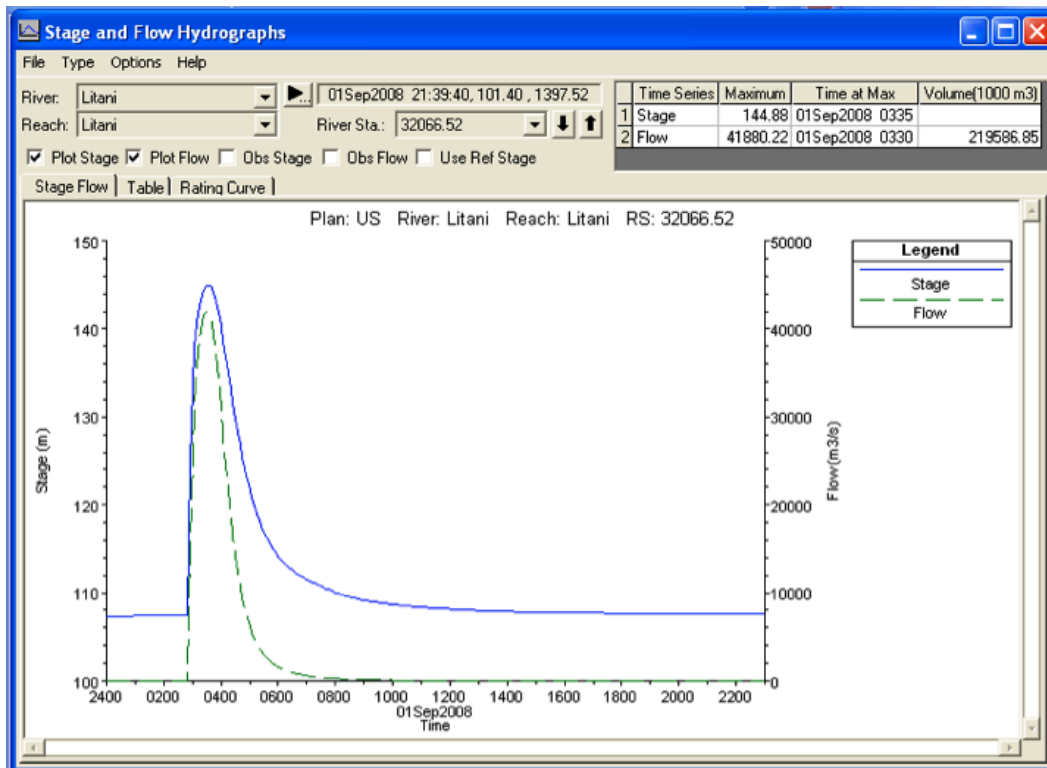 Stage and Flow Hydrographs
File Type Options Help
River: Litani 01Sep2008 21:39:40, 101.40 , 1397.52
Reach: Litani River Sta.: 32066.52
Plot Stage Plot Flow Obs Stage Obs Flow Use Ref Stage
Time Series Maximum Time at Max Volume(1000 m3)
1 Stage 144.88 01Sep2008 0335
2 Flow 41880.22 01Sep2008 0330 219586.85
Stage Flow Table Rating Curve
Plan: US River: Litani Reach: Litani RS: 32066.52
150
140
130
120
110
100
Stage (m)
50000
40000
30000
20000
10000
0
Flow(m3/s)
Legend
Stage
Flow
2400 0200 0400 0600 0800 1000 1200 1400 1600 1800 2000 2200
01Sep2008
Time